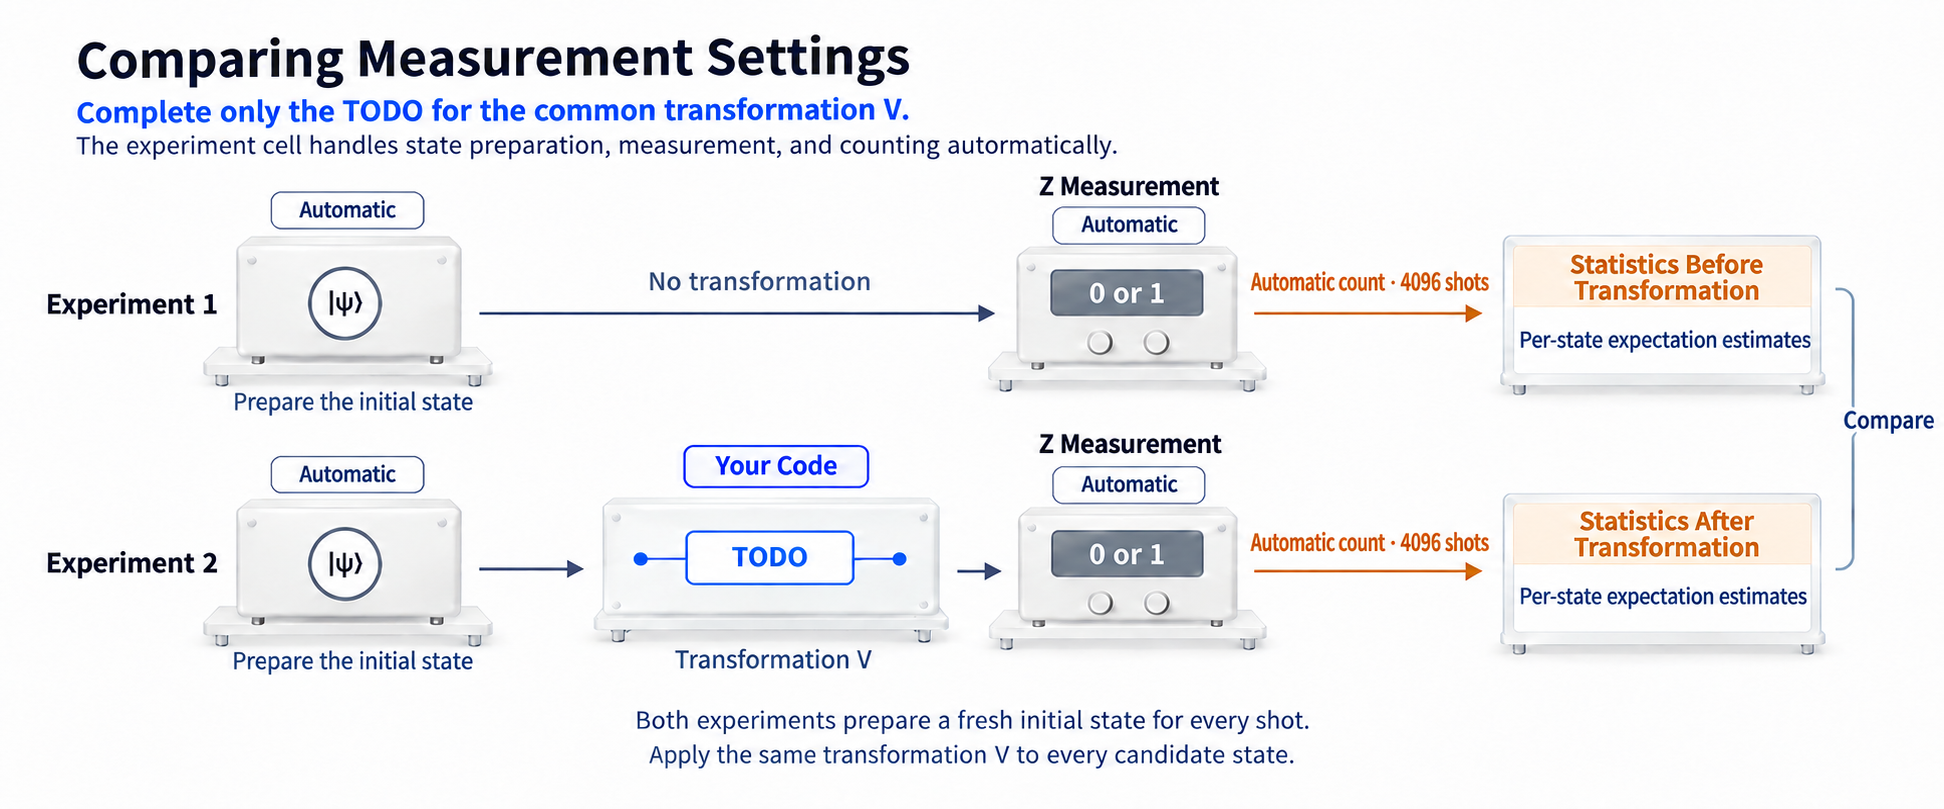 Comparing Measurement Settings
Complete only the TODO for the common transformation V.
The experiment cell handles state preparation, measurement, and counting autormatically.
Experiment 1
Automatic
|ψ⟩
Prepare the initial state
No transformation
Z Measurement
Automatic
0 or 1
Automatic count · 4096 shots
Statistics Before
Transformation
Per-state expectation estimates
Compare
Experiment 2
Automatic
|ψ⟩
Prepare the initial state
Your Code
TODO
Transformation V
Z Measurement
Automatic
0 or 1
Automatic count · 4096 shots
Statistics After
Transformation
Per-state expectation estimates
Both experiments prepare a fresh initial state for every shot.
Apply the same transformation V to every candidate state.